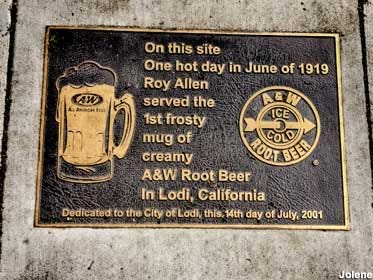 On this site
One hot day in June of 1919
Roy Allen
served the
1st frosty
mug of
creamy
A&W Root Beer
In Lodi, California
A&W
ALL AMERICAN FOOD
A & W
ICE
COLD
ROOT BEER
Dedicated to the City of Lodi, this 14th day of July, 2001
Jolene